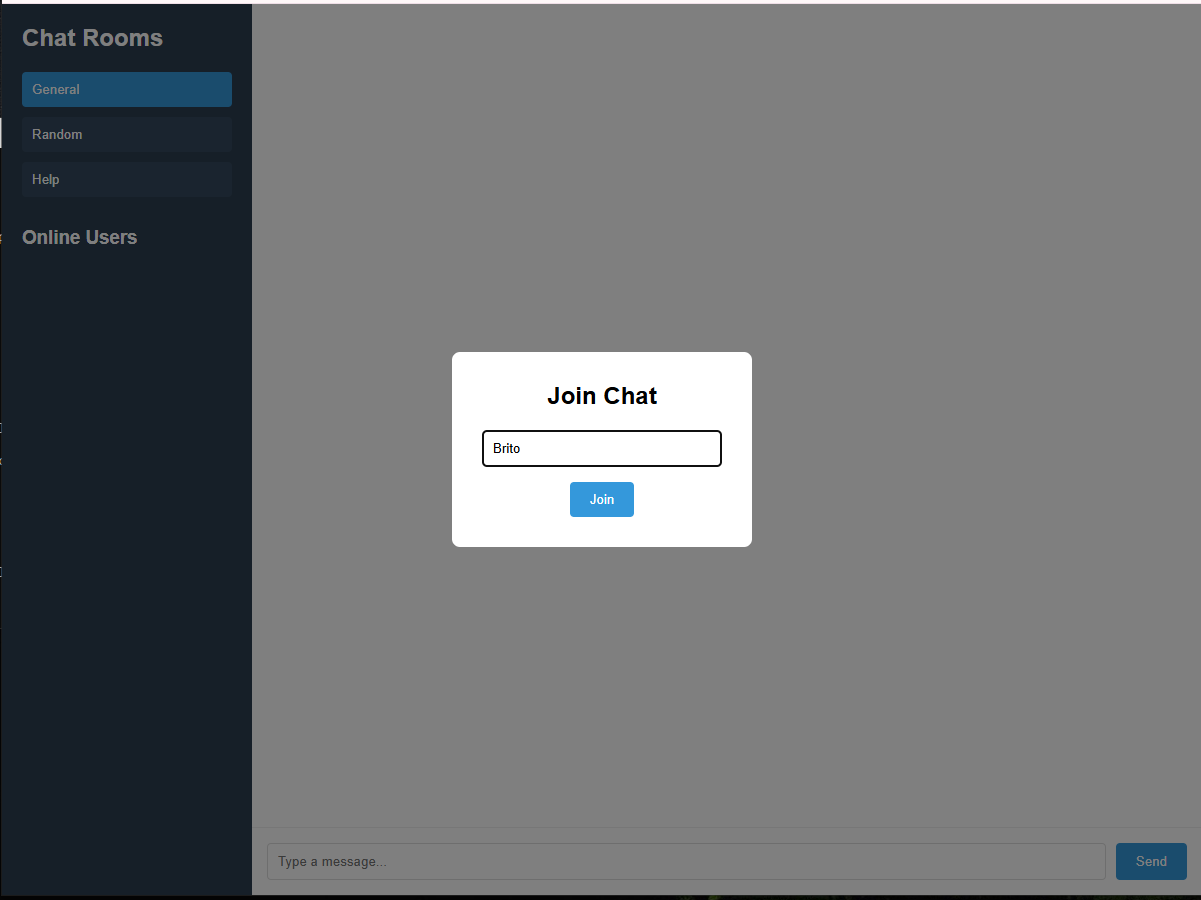 Chat Rooms
General
Random
Help
Online Users
Join Chat
Brito
Join
Type a message...
Send